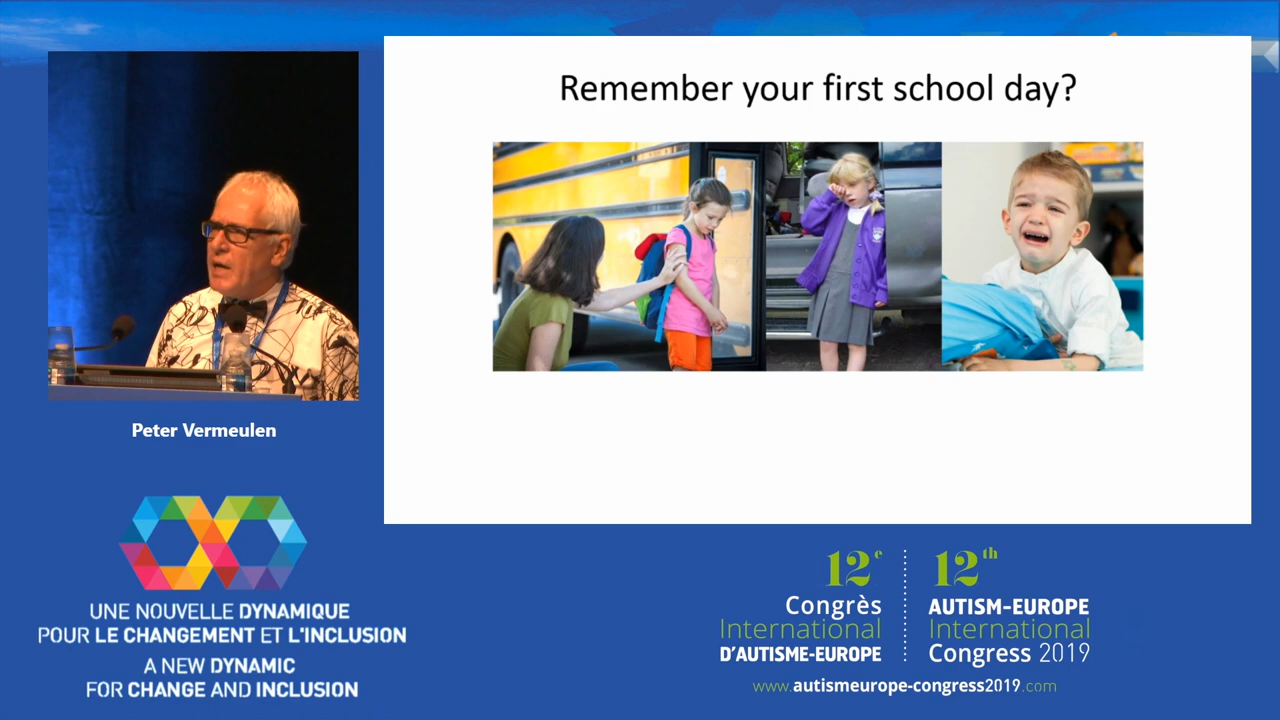 Remember your first school day?
Peter Vermeulen
UNE NOUVELLE DYNAMIQUE
POUR LE CHANGEMENT ET L'INCLUSION
A NEW DYNAMIC
FOR CHANGE AND INCLUSION
12e
Congrès
International
D'AUTISME-EUROPE
12th
AUTISM-EUROPE
International
Congress 2019
www.autismeurope-congress2019.com